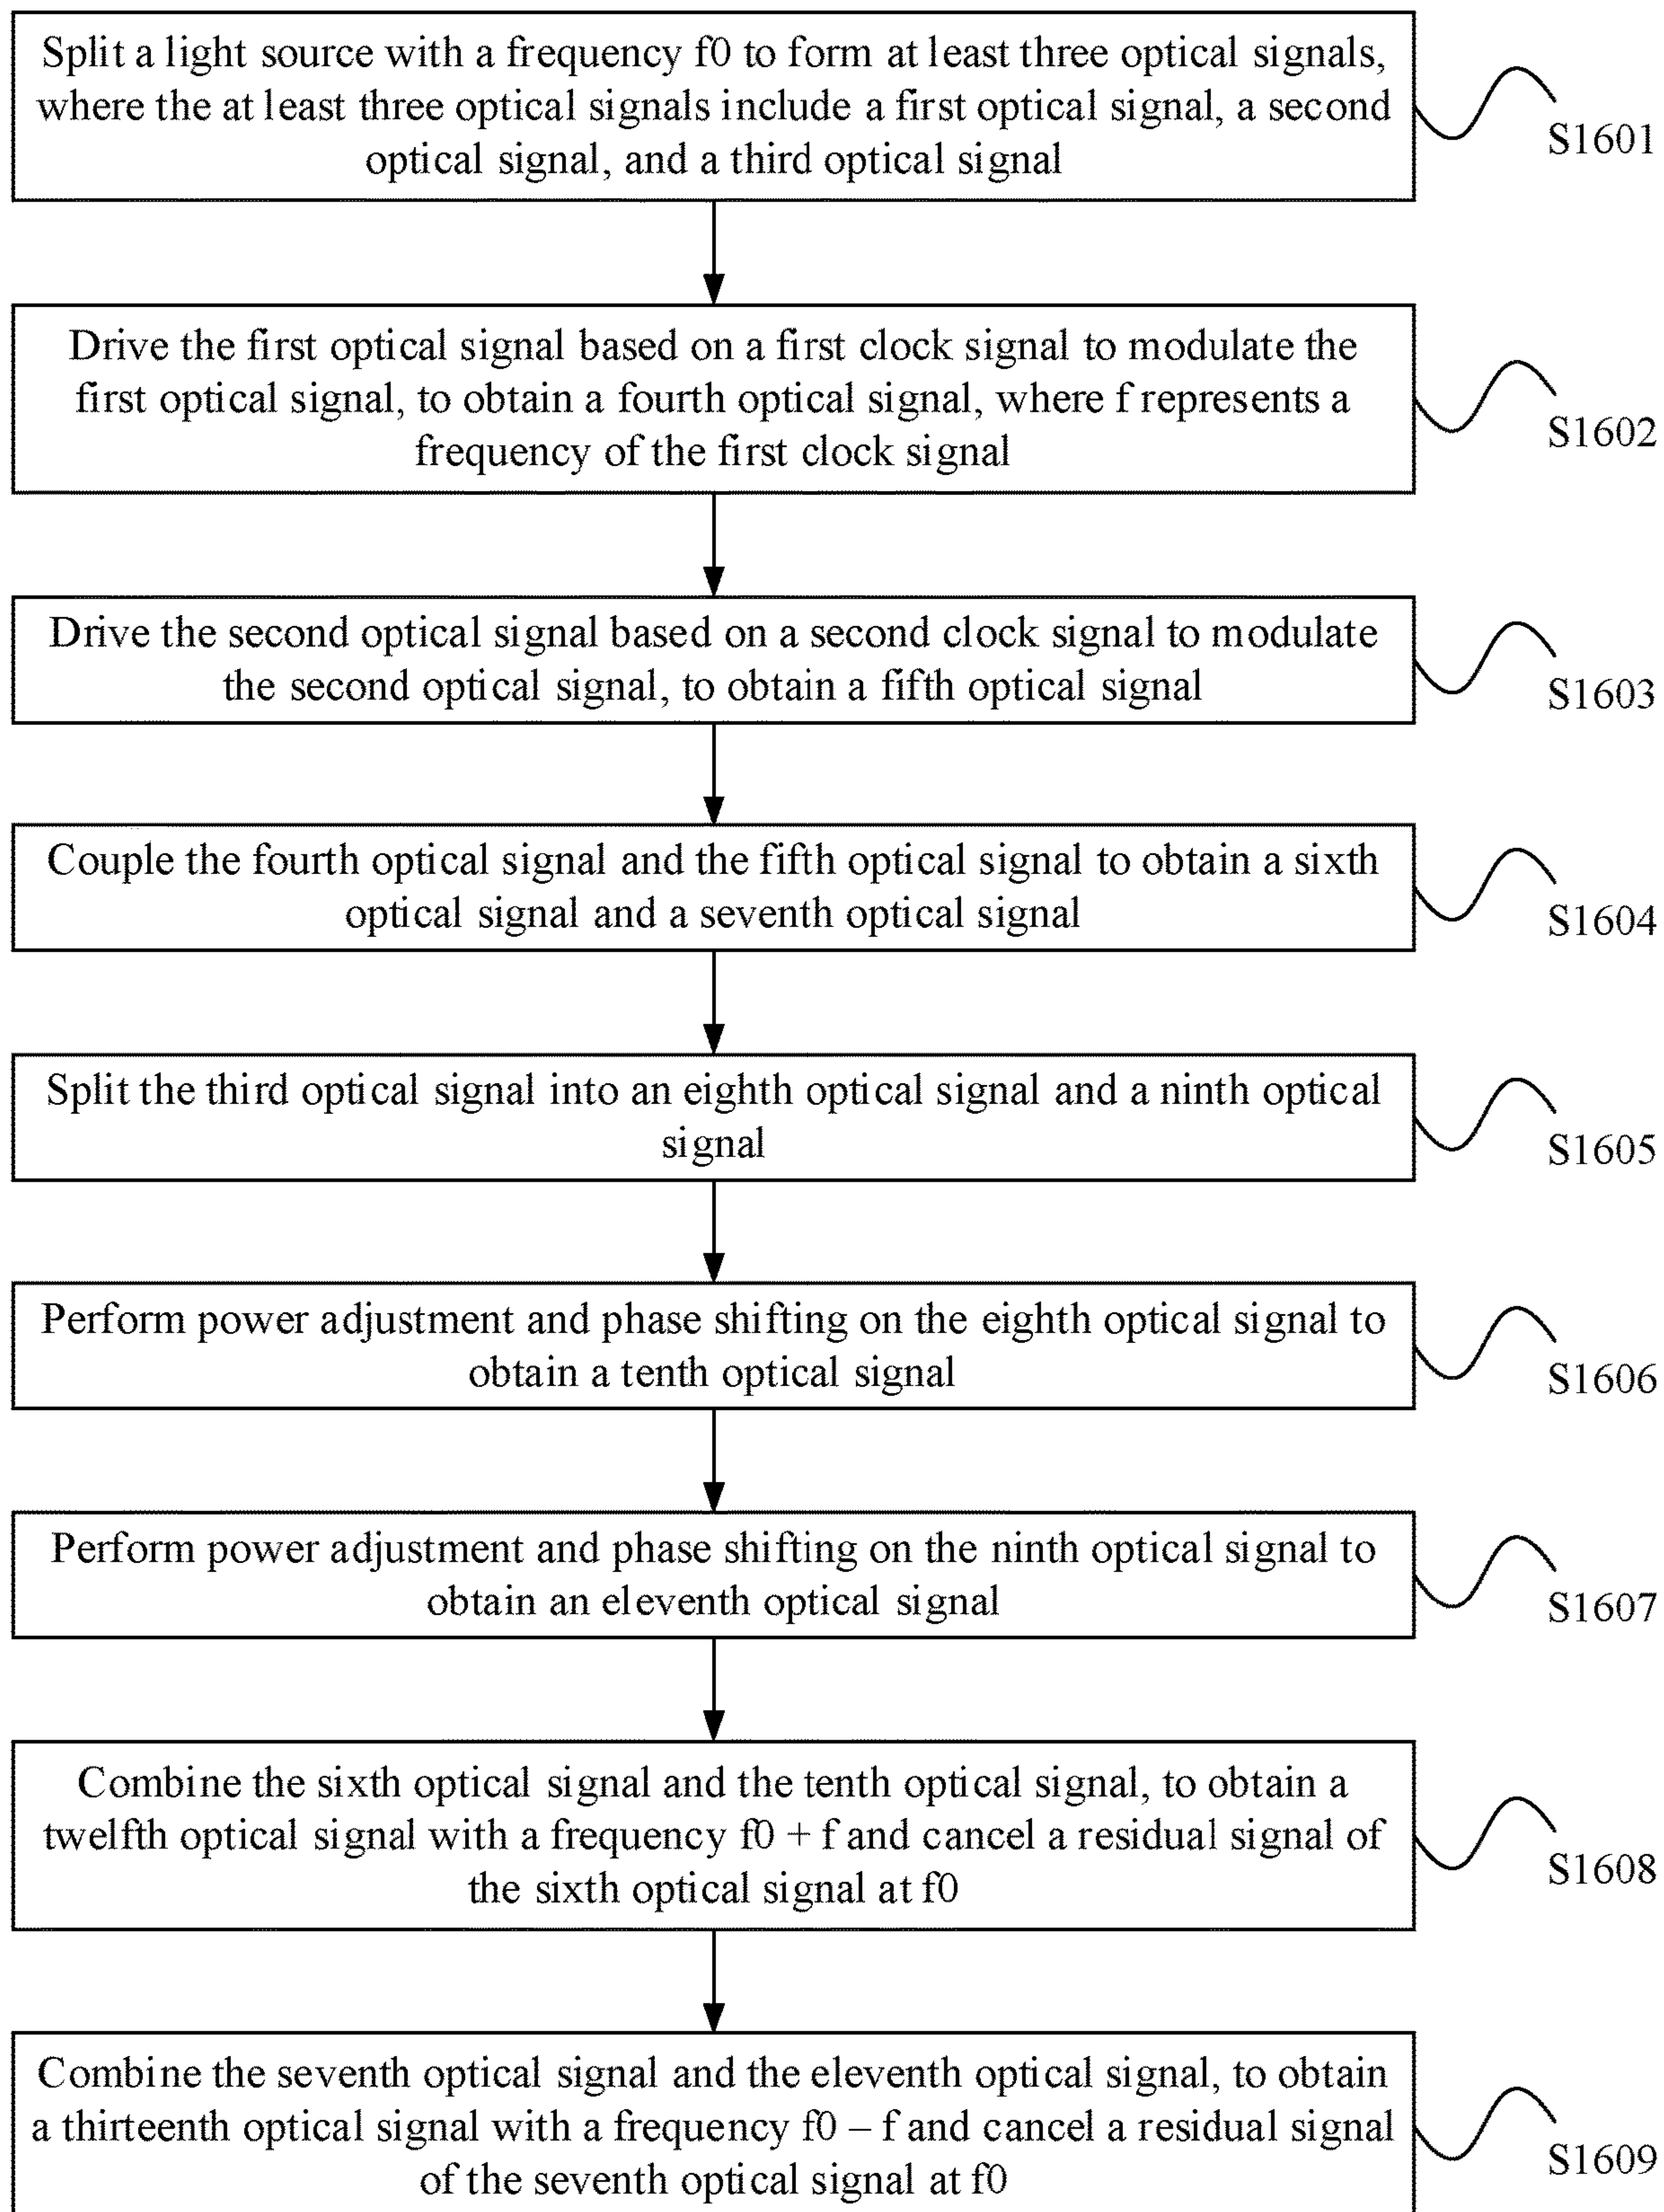 Split a light source with a frequency f0 to form at least three optical signals,
where the at least three optical signals include a first optical signal, a second
optical signal, and a third optical signal
S1601
Drive the first optical signal based on a first clock signal to modulate the
first optical signal, to obtain a fourth optical signal, where f represents a
frequency of the first clock signal
S1602
Drive the second optical signal based on a second clock signal to modulate
the second optical signal, to obtain a fifth optical signal
S1603
Couple the fourth optical signal and the fifth optical signal to obtain a sixth
optical signal and a seventh optical signal
S1604
Split the third optical signal into an eighth optical signal and a ninth optical
signal
S1605
Perform power adjustment and phase shifting on the eighth optical signal to
obtain a tenth optical signal
S1606
Perform power adjustment and phase shifting on the ninth optical signal to
obtain an eleventh optical signal
S1607
Combine the sixth optical signal and the tenth optical signal, to obtain a
twelfth optical signal with a frequency f0 + f and cancel a residual signal of
the sixth optical signal at f0
S1608
Combine the seventh optical signal and the eleventh optical signal, to obtain
a thirteenth optical signal with a frequency f0 – f and cancel a residual signal
of the seventh optical signal at f0
S1609